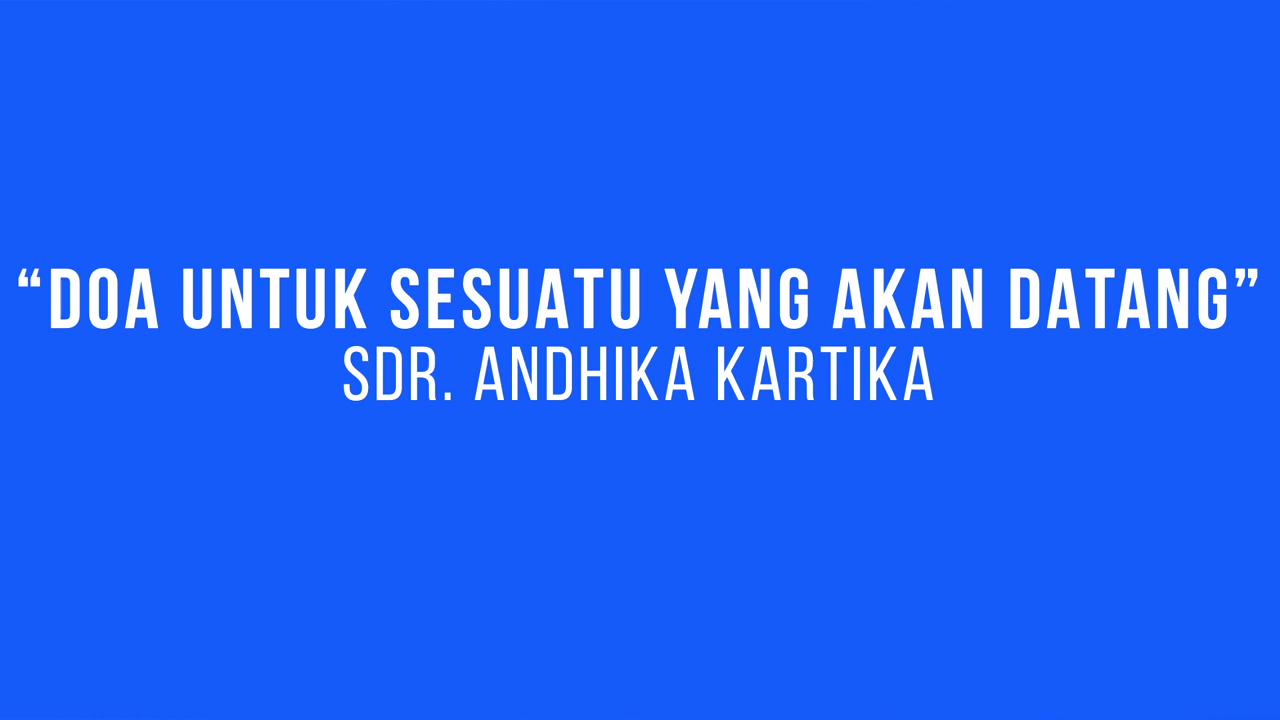 “DOA UNTUK SESUATU YANG AKAN DATANG”
SDR. ANDHIKA KARTIKA